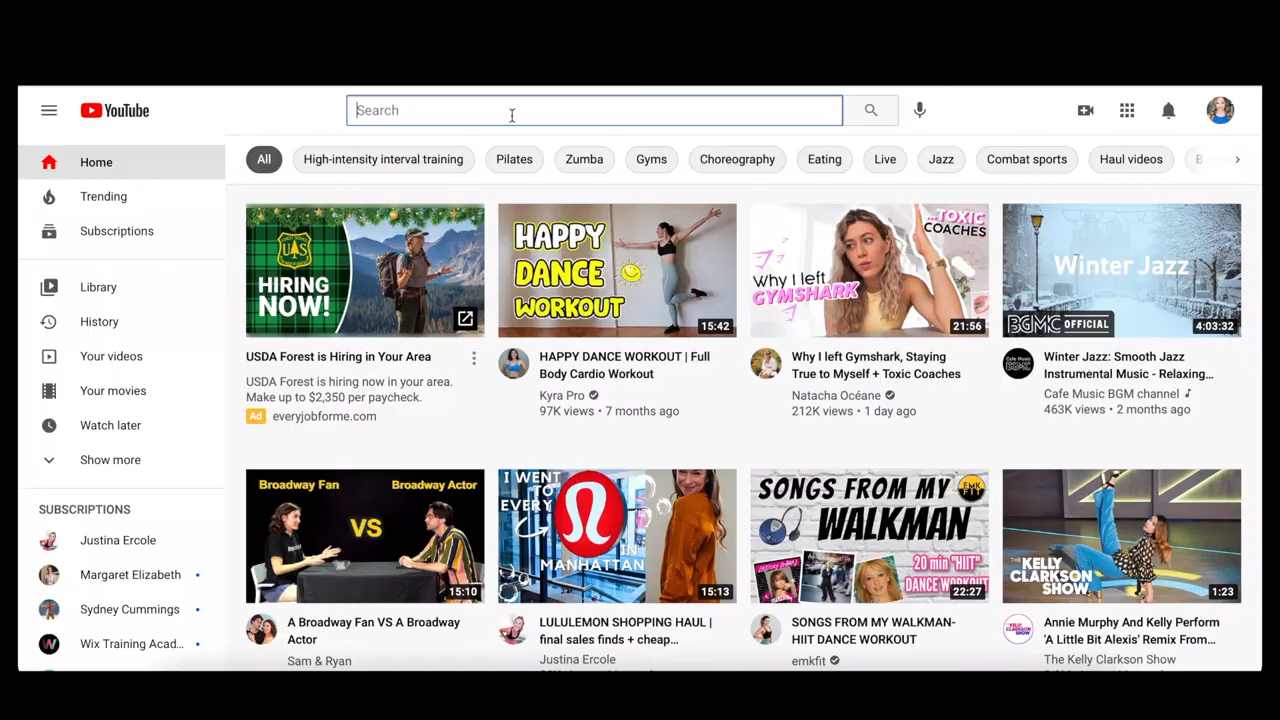 YouTube
Search
All
High-intensity interval training
Pilates
Zumba
Gyms
Choreography
Eating
Live
Jazz
Combat sports
Haul videos
B
Home
Trending
Subscriptions
Library
History
Your videos
Your movies
Watch later
Show more
SUBSCRIPTIONS
Justina Ercole
Margaret Elizabeth
Sydney Cummings
Wix Training Acad...
US
HIRING
NOW!
USDA Forest is Hiring in Your Area
USDA Forest is hiring now in your area.
Make up to $2,350 per paycheck.
Ad everyjobforme.com
HAPPY
DANCE
WORKOUT
15:42
HAPPY DANCE WORKOUT | Full
Body Cardio Workout
Kyra Pro
97K views • 7 months ago
...TOXIC
COACHES
Why I left
GYMSHARK
21:56
Why I left Gymshark, Staying
True to Myself + Toxic Coaches
Natacha Océane
212K views • 1 day ago
Winter Jazz
BGMC OFFICIAL
4:03:32
Winter Jazz: Smooth Jazz
Instrumental Music - Relaxing...
Cafe Music BGM channel
463K views • 2 months ago
Broadway Fan
Broadway Actor
VS
15:10
A Broadway Fan VS A Broadway
Actor
Sam & Ryan
I WENT
TO
EVERY
IN
MANHATTAN
15:13
LULULEMON SHOPPING HAUL |
final sales finds + cheap...
Justina Ercole
SONGS FROM MY
EMK
FIT
WALKMAN
20 min "HIIT"
DANCE WORKOUT
22:27
SONGS FROM MY WALKMAN-
HIIT DANCE WORKOUT
emkfit
THE
KELLY
CLARKSON
SHOW
1:23
Annie Murphy And Kelly Perform
'A Little Bit Alexis' Remix From...
The Kelly Clarkson Show